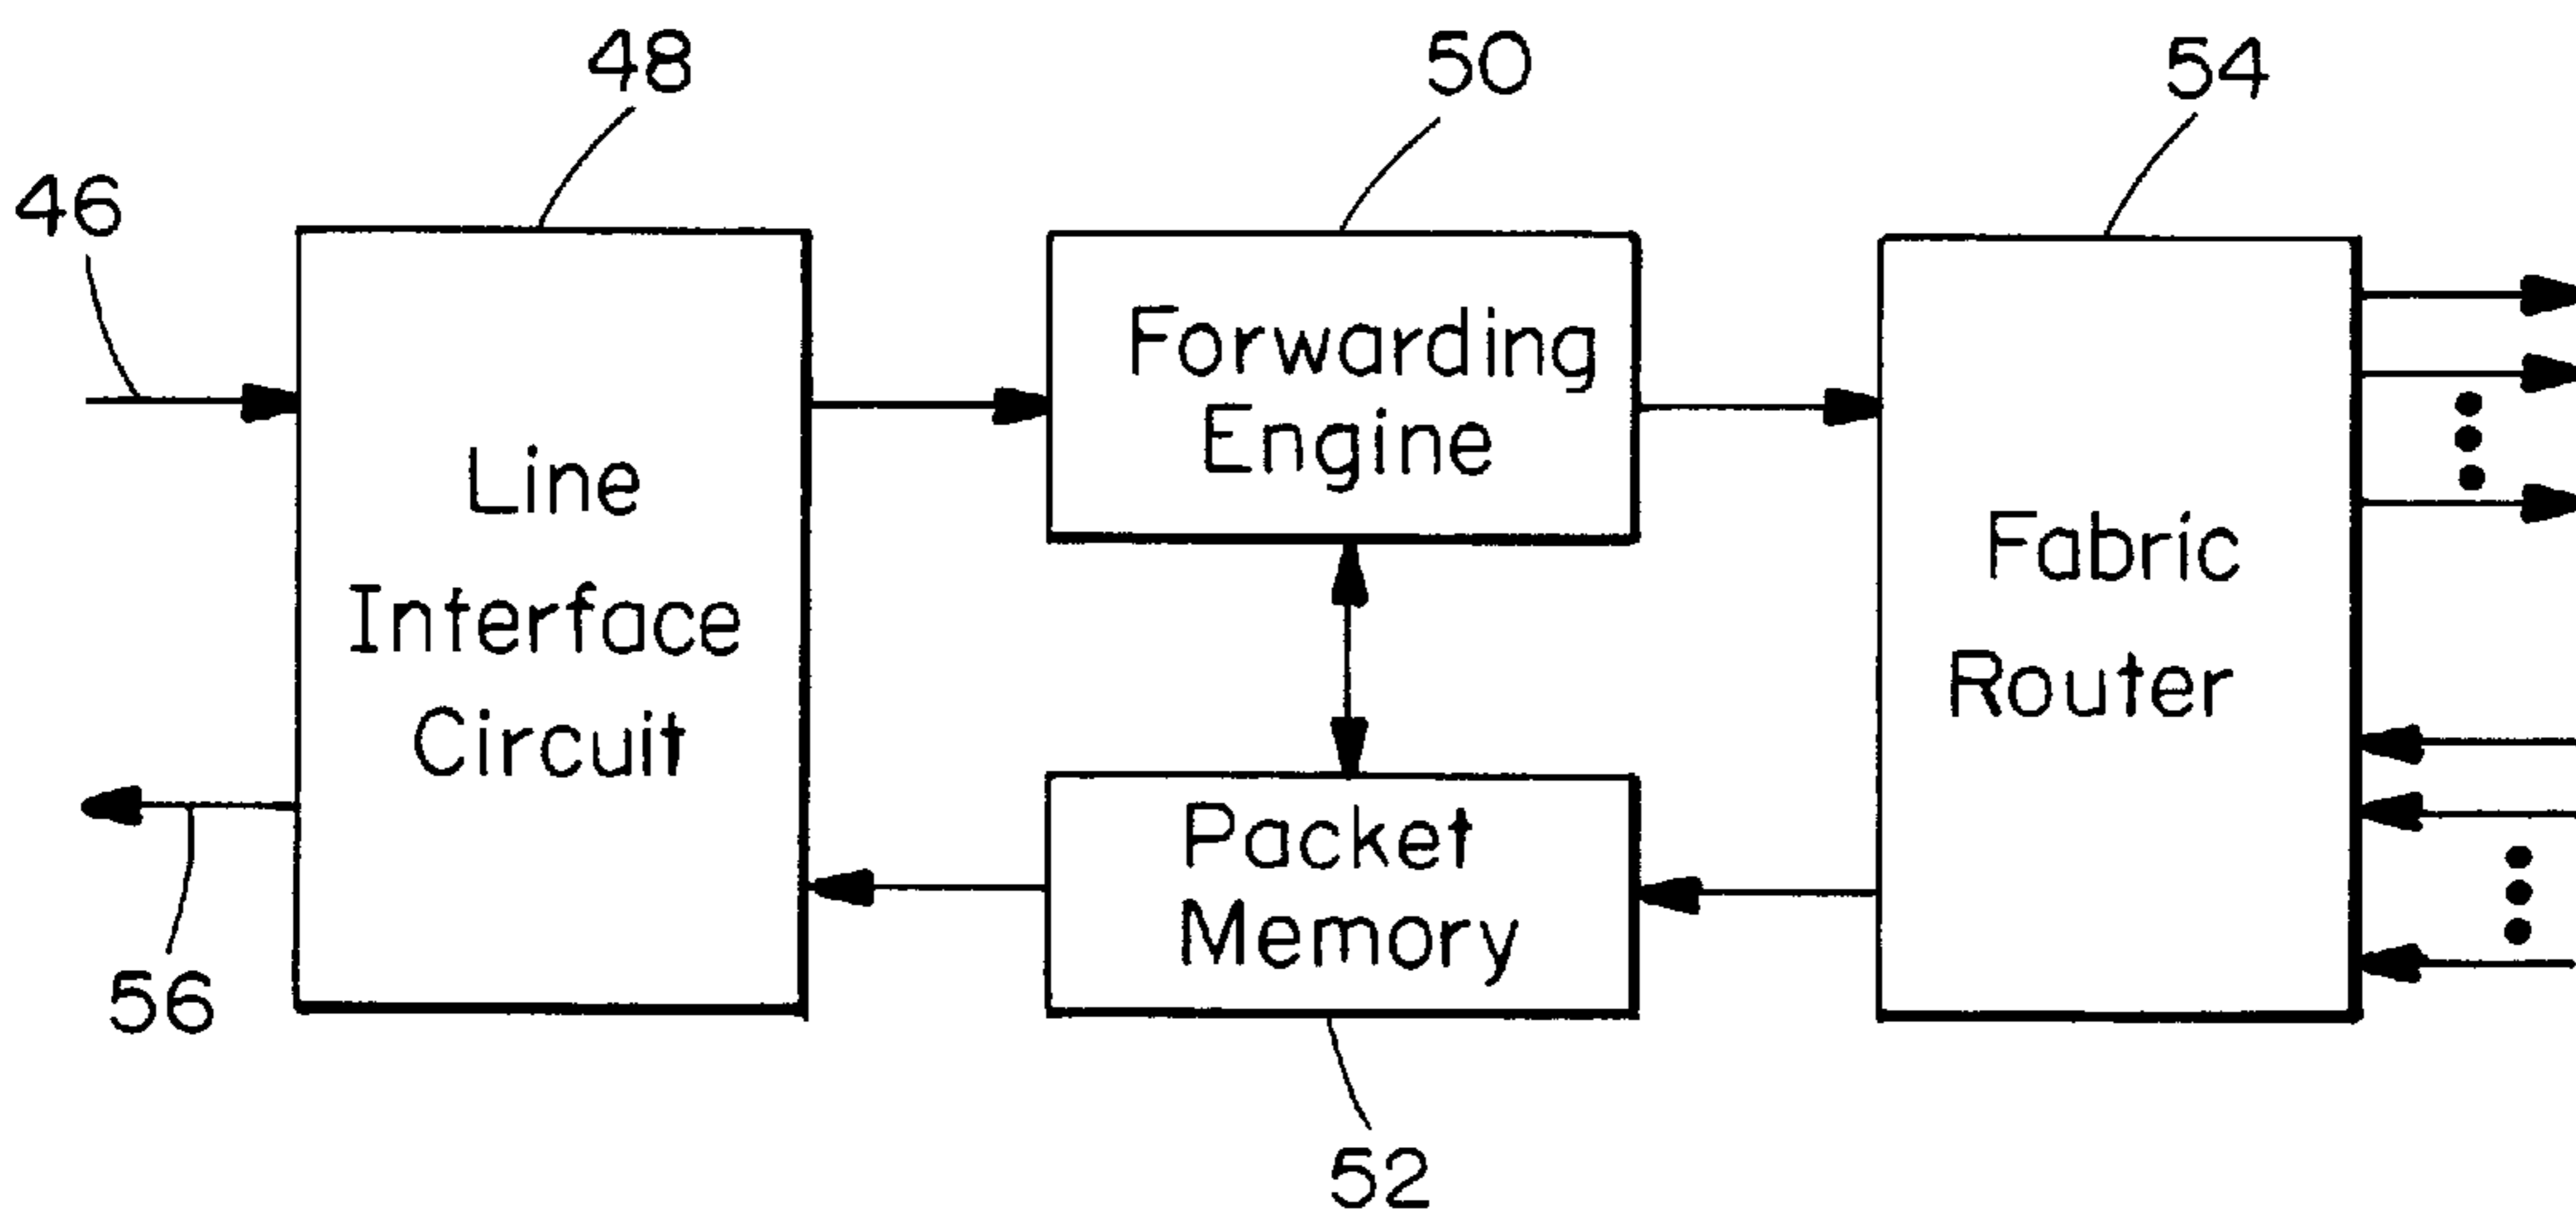 48
50
54
46
Line
Interface
Circuit
Forwarding
Engine
Fabric
Router
Packet
Memory
56
52